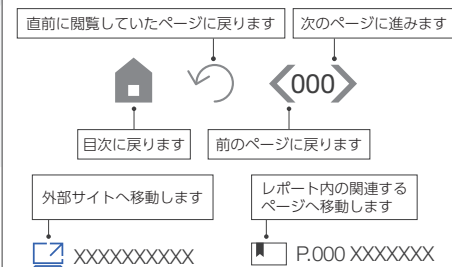 直前に閲覧していたページに戻ります
次のページに進みます
000
目次に戻ります
前のページに戻ります
外部サイトへ移動します
レポート内の関連する
ページへ移動します
XXXXXXXXXX
P.000 XXXXXXX